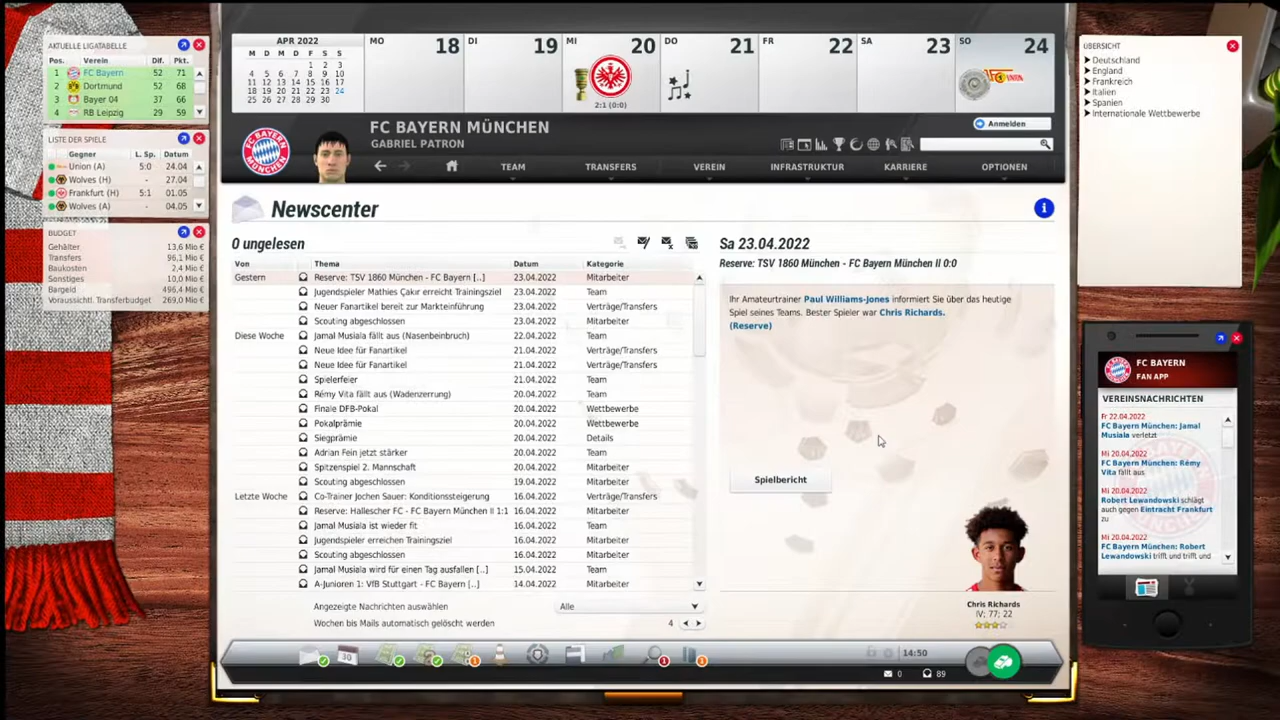 AKTUELLE LIGATABELLE
Pos. Verein Dif. Pkt.
1 FC Bayern 52 71
2 Dortmund 52 68
3 Bayer 04 37 66
4 RB Leipzig 29 59
LISTE DER SPIELE
Gegner L. Sp. Datum
Union (A) 5:0 24.04
Wolves (H) - 27.04
Frankfurt (H) 5:1 01.05
Wolves (A) - 04.05
BUDGET
Gehälter 13,6 Mio €
Transfers 96,1 Mio €
Baukosten 2,4 Mio €
Sonstiges 10,0 Mio €
Bargeld 496,4 Mio €
Voraussichtl. Transferbudget 269,0 Mio €
APR 2022
M D M D F S S
1 2 3
4 5 6 7 8 9 10
11 12 13 14 15 16 17
18 19 20 21 22 23 24
25 26 27 28 29 30
MO 18
DI 19
MI 20
2:1 (0:0)
DO 21
FR 22
SA 23
SO 24
FC BAYERN MÜNCHEN
GABRIEL PATRON
Anmelden
TEAM TRANSFERS VEREIN INFRASTRUKTUR KARRIERE OPTIONEN
Newscenter
0 ungelesen
Von Thema Datum Kategorie
Gestern Reserve: TSV 1860 München - FC Bayern [..] 23.04.2022 Mitarbeiter
Jugendspieler Mathies Çakır erreicht Trainingsziel 23.04.2022 Team
Neuer Fanartikel bereit zur Markteinführung 23.04.2022 Verträge/Transfers
Scouting abgeschlossen 23.04.2022 Mitarbeiter
Diese Woche Jamal Musiala fällt aus (Nasenbeinbruch) 22.04.2022 Team
Neue Idee für Fanartikel 21.04.2022 Verträge/Transfers
Neue Idee für Fanartikel 21.04.2022 Verträge/Transfers
Spielerfeier 21.04.2022 Team
Rémy Vita fällt aus (Wadenzerrung) 20.04.2022 Team
Finale DFB-Pokal 20.04.2022 Wettbewerbe
Pokalprämie 20.04.2022 Wettbewerbe
Siegprämie 20.04.2022 Details
Adrian Fein jetzt stärker 20.04.2022 Team
Spitzenspiel 2. Mannschaft 20.04.2022 Mitarbeiter
Scouting abgeschlossen 19.04.2022 Mitarbeiter
Letzte Woche Co-Trainer Jochen Sauer: Konditionssteigerung 16.04.2022 Verträge/Transfers
Reserve: Hallescher FC - FC Bayern München II 1:1 16.04.2022 Mitarbeiter
Jamal Musiala ist wieder fit 16.04.2022 Team
Jugendspieler erreichen Trainingsziel 16.04.2022 Team
Scouting abgeschlossen 16.04.2022 Mitarbeiter
Jamal Musiala wird für einen Tag ausfallen [..] 15.04.2022 Team
A-Junioren 1: VfB Stuttgart - FC Bayern [..] 14.04.2022 Mitarbeiter
Angezeigte Nachrichten auswählen Alle
Wochen bis Mails automatisch gelöscht werden 4
Sa 23.04.2022
Reserve: TSV 1860 München - FC Bayern München II 0:0
Ihr Amateurtrainer Paul Williams-Jones informiert Sie über das heutige
Spiel seines Teams. Bester Spieler war Chris Richards.
(Reserve)
Spielbericht
Chris Richards
IV; 77; 22
30
1
1
1
14:50
0 89
ÜBERSICHT
Deutschland
England
Frankreich
Italien
Spanien
Internationale Wettbewerbe
FC BAYERN
FAN APP
VEREINSNACHRICHTEN
Fr 22.04.2022
FC Bayern München: Jamal
Musiala verletzt
Mi 20.04.2022
FC Bayern München: Rémy
Vita fällt aus
Mi 20.04.2022
Robert Lewandowski schlägt
auch gegen Eintracht Frankfurt
zu
Mi 20.04.2022
FC Bayern München: Robert
Lewandowski trifft und trifft und